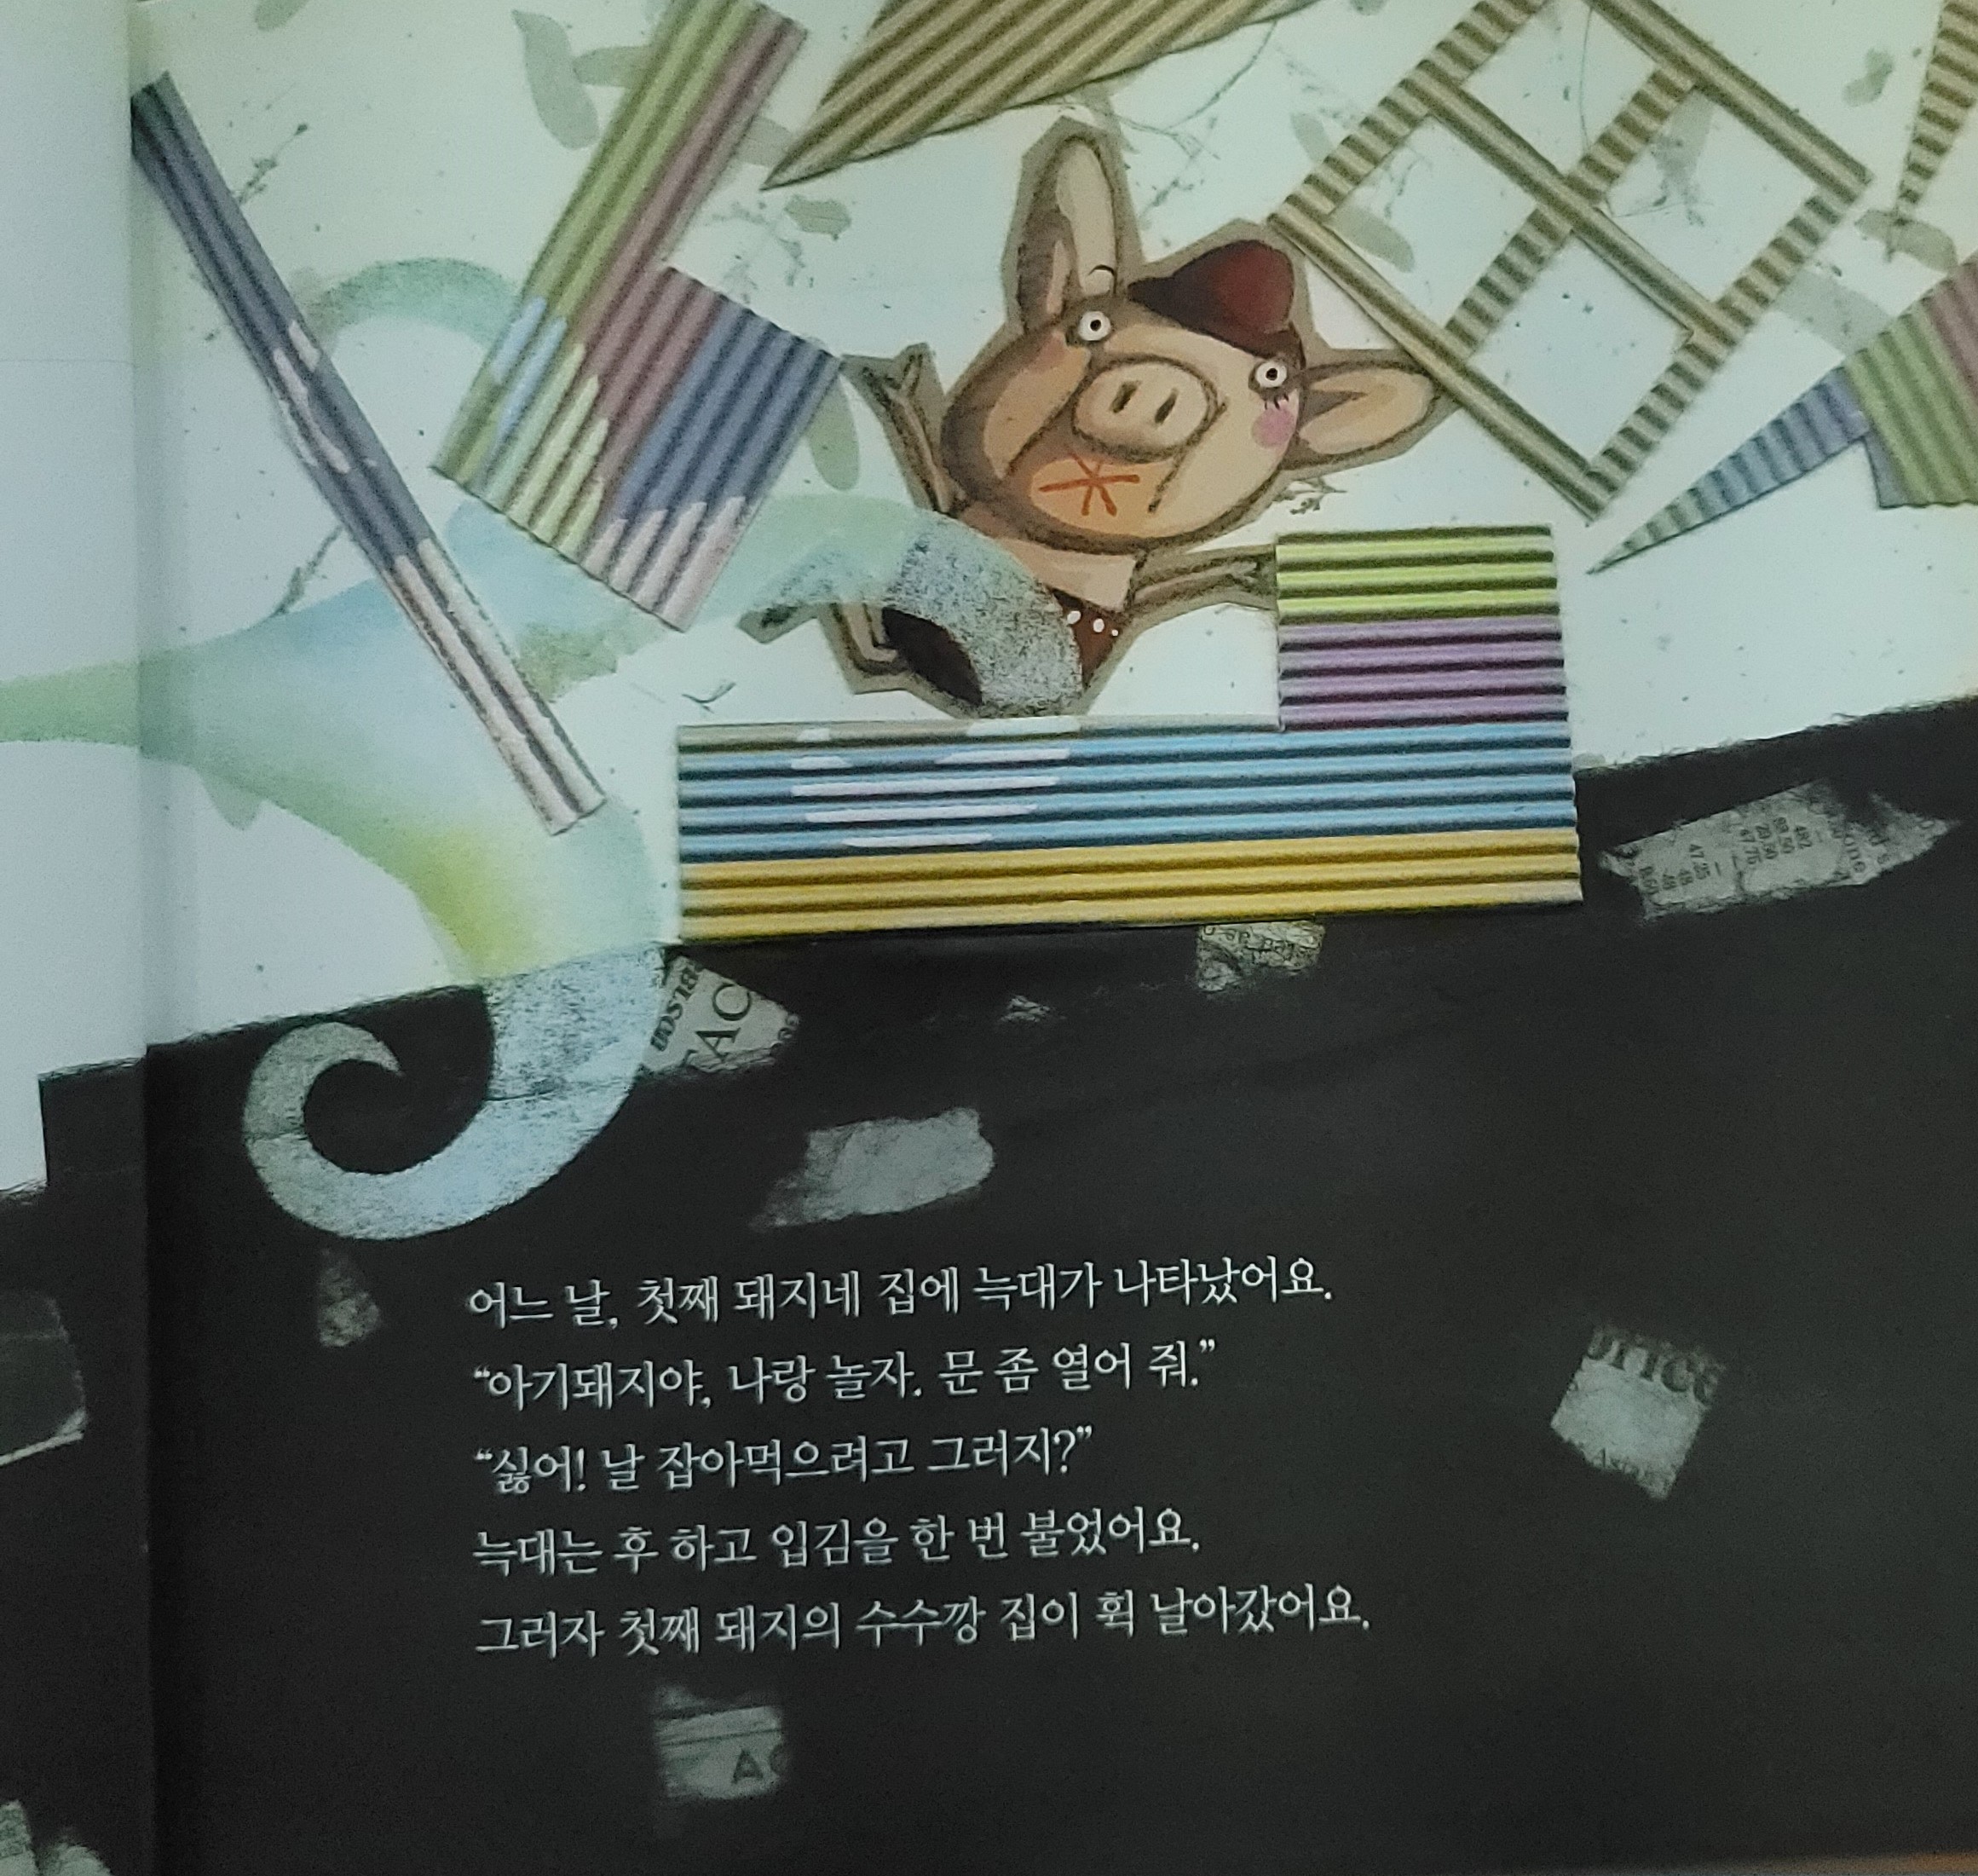 어느 날, 첫째 돼지네 집에 늑대가 나타났어요.
“아기돼지야, 나랑 놀자. 문 좀 열어 줘.”
“싫어! 날 잡아먹으려고 그러지?”
늑대는 후 하고 입김을 한 번 불었어요.
그러자 첫째 돼지의 수수깡 집이 휙 날아갔어요.